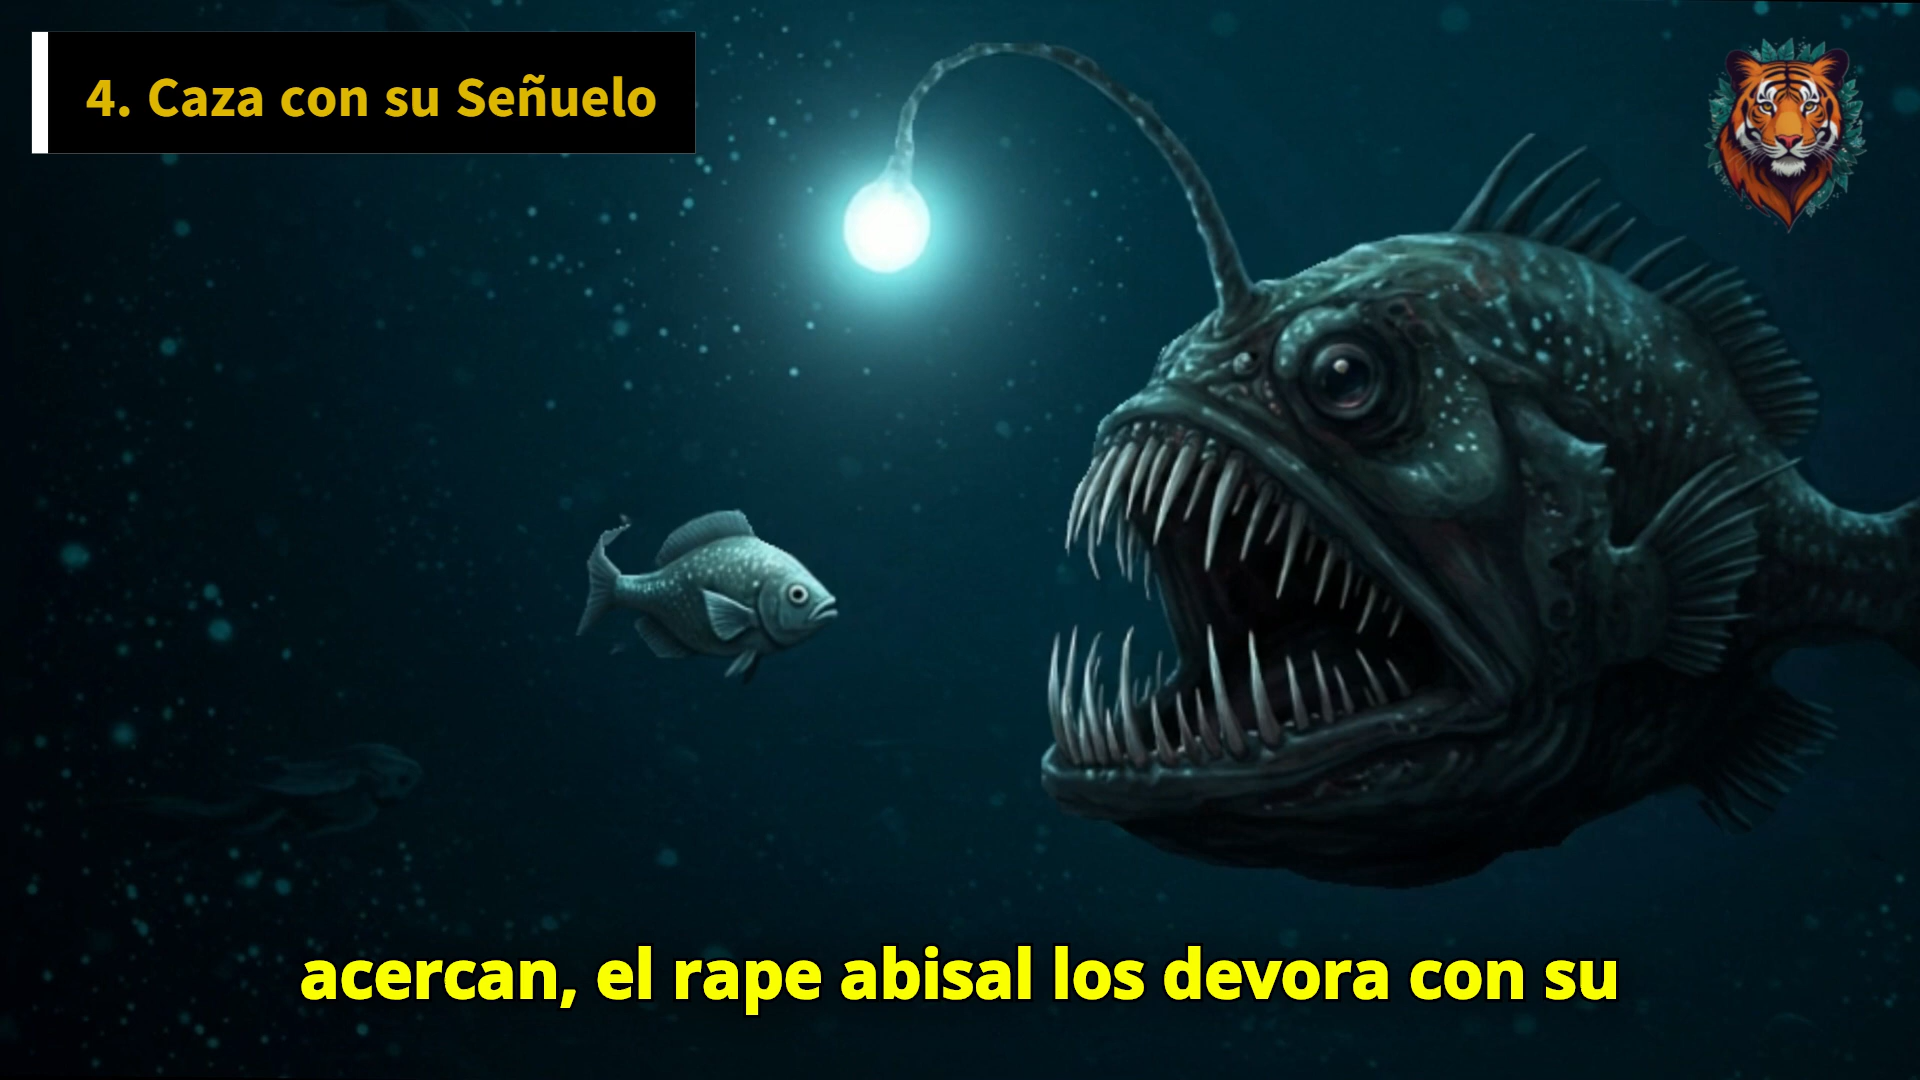 4. Caza con su Señuelo
acercan, el rape abisal los devora con su